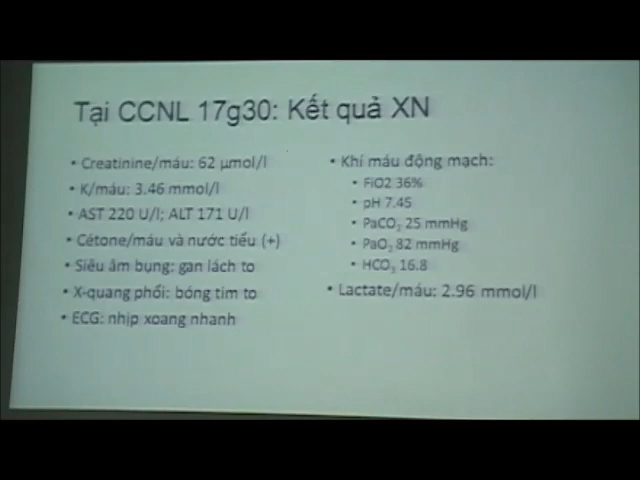 Tại CCNL 17g30: Kết quả XN
• Creatinine/máu: 62 µmol/l
• K/máu: 3.46 mmol/l
• AST 220 U/l; ALT 171 U/l
• Cétone/máu và nước tiểu (+)
• Siêu âm bụng: gan lách to
• X-quang phổi: bóng tim to
• ECG: nhịp xoang nhanh
• Khí máu động mạch:
• FiO2 36%
• pH 7.45
• PaCO₂ 25 mmHg
• PaO₂ 82 mmHg
• HCO₃ 16.8
• Lactate/máu: 2.96 mmol/l